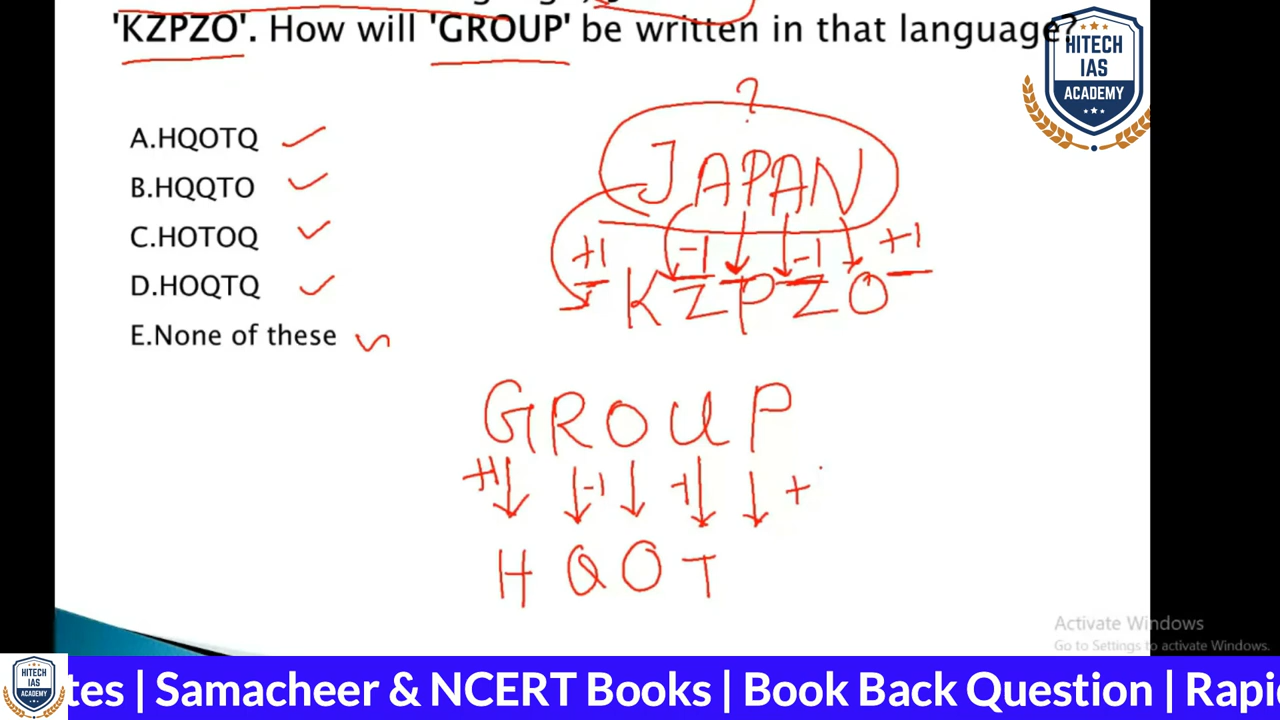 'KZPZO'. How will 'GROUP' be written in that language?
HITECH
IAS
ACADEMY
?
A.HQOTQ
B.HQQTO
C.HOTOQ
D.HOQTQ
E.None of these
JAPAN
+1 -1 -1 +1
KZPZO
GROUP
+1 -1 -1 +
HQOT
Activate Windows
Go to Settings to activate Windows.
HITECH
IAS
ACADEMY
tes | Samacheer & NCERT Books | Book Back Question | Rapi